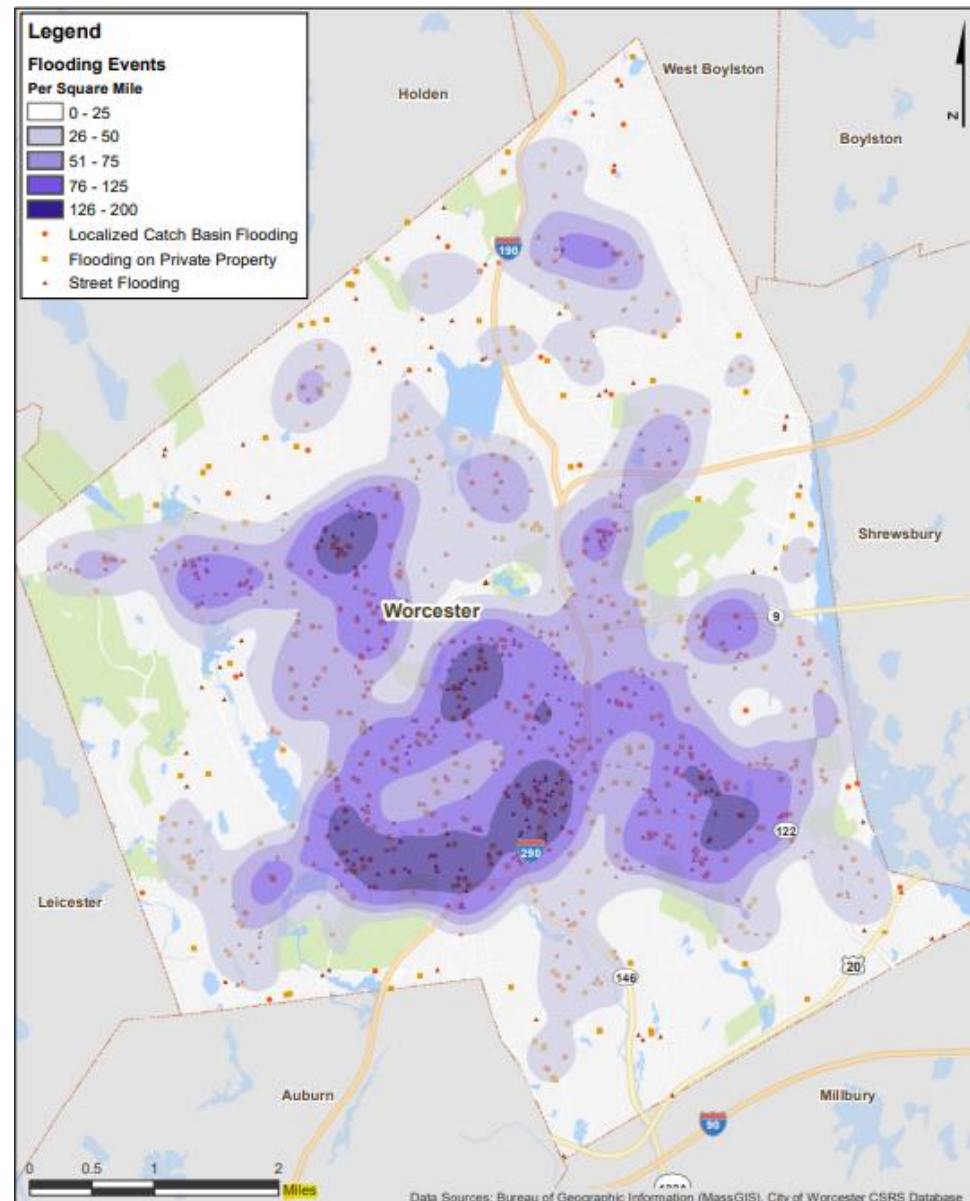 Legend
Flooding Events
Per Square Mile
0 - 25
26 - 50
51 - 75
76 - 125
126 - 200
Localized Catch Basin Flooding
Flooding on Private Property
Street Flooding
West Boylston
Holden
N
Boylston
190
Shrewsbury
Worcester
9
122
290
Leicester
20
146
Auburn
Millbury
90
0 0.5 1 2
Miles
Data Sources: Bureau of Geographic Information (MassGIS), City of Worcester CSRS Database